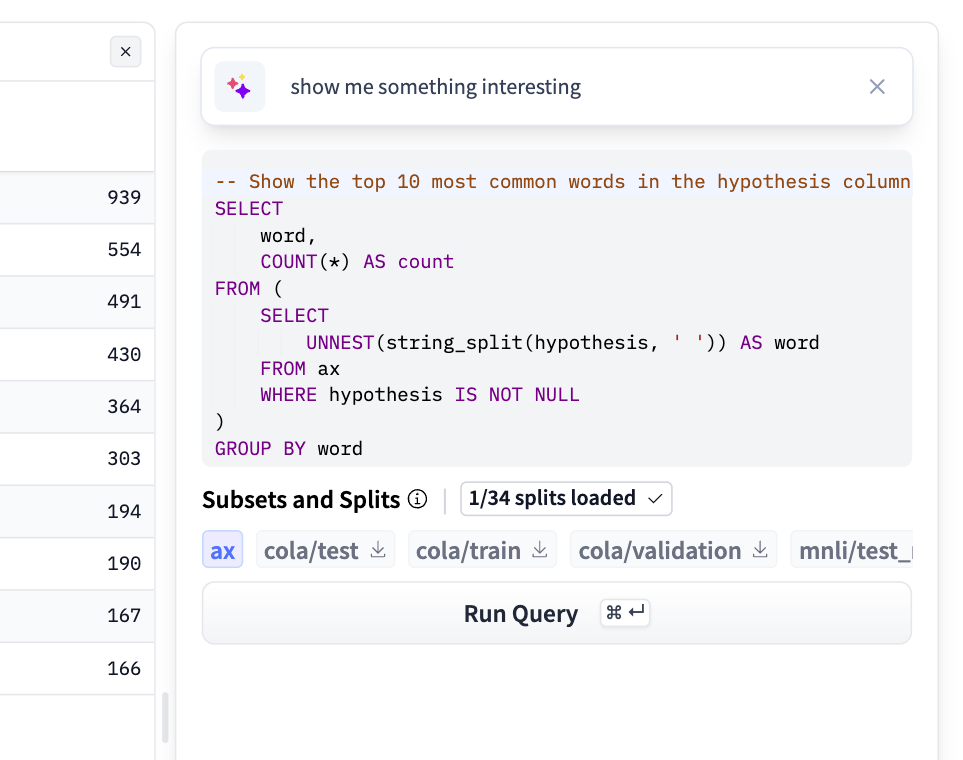 939
554
491
430
364
303
194
190
167
166
show me something interesting
-- Show the top 10 most common words in the hypothesis column
SELECT
word,
COUNT(*) AS count
FROM (
SELECT
UNNEST(string_split(hypothesis, ' ')) AS word
FROM ax
WHERE hypothesis IS NOT NULL
)
GROUP BY word
Subsets and Splits
1/34 splits loaded
ax cola/test cola/train cola/validation mnli/test_
Run Query ⌘ ↵